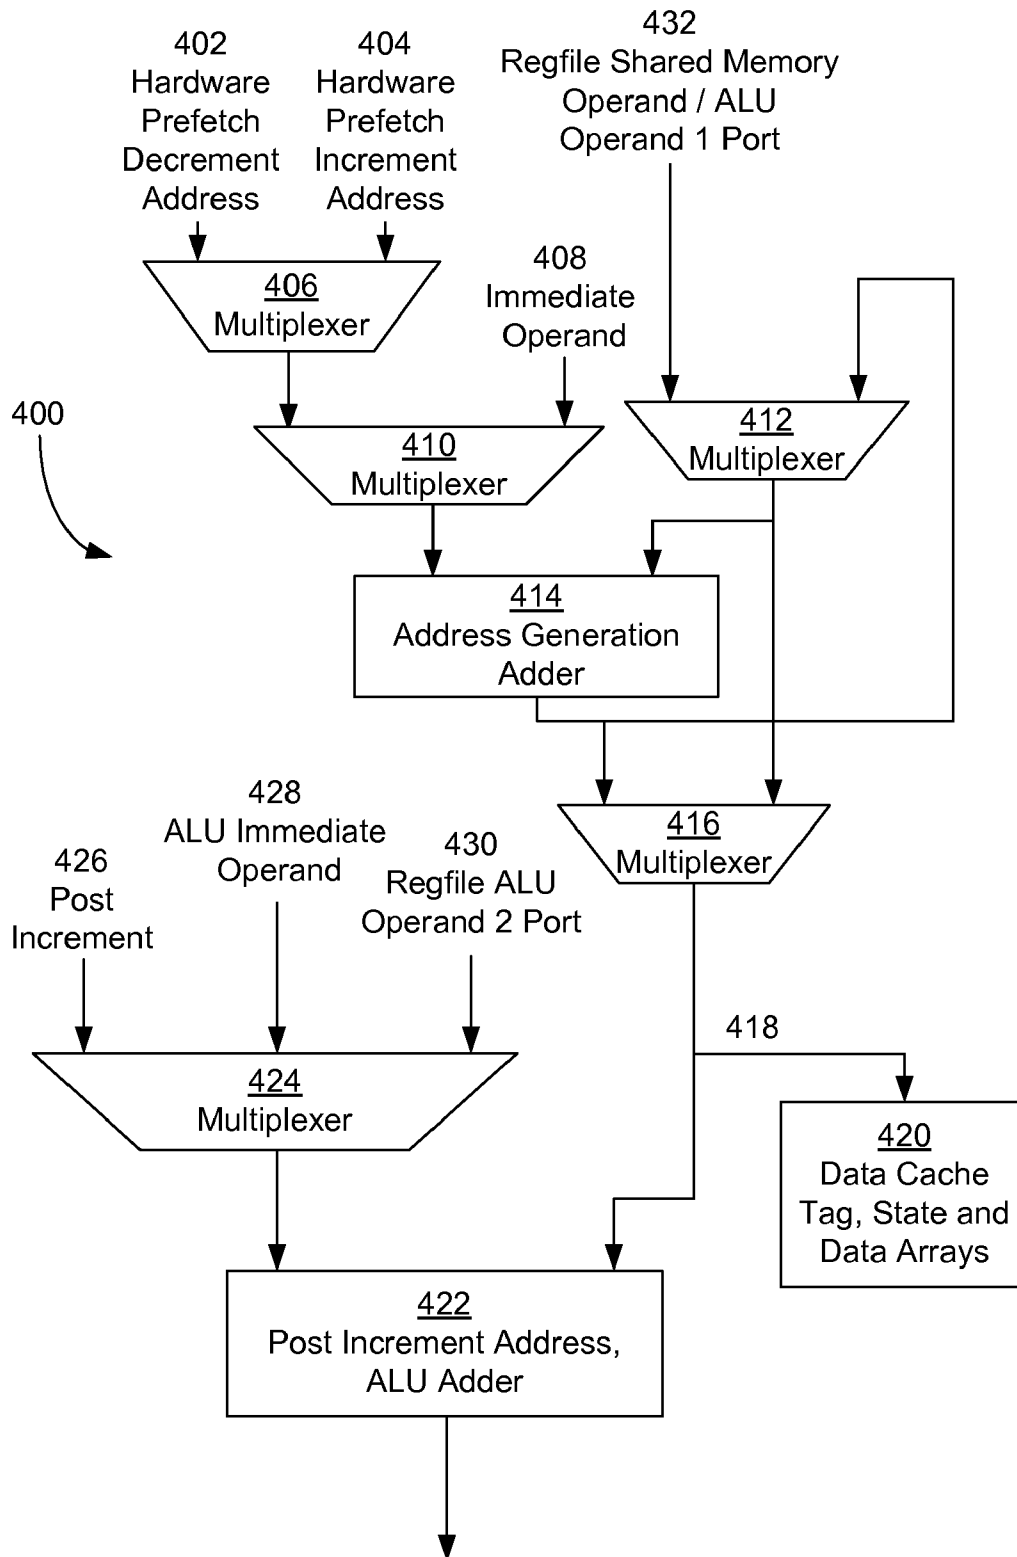 402
Hardware
Prefetch
Decrement
Address
404
Hardware
Prefetch
Increment
Address
432
Regfile Shared Memory
Operand / ALU
Operand 1 Port
406
Multiplexer
408
Immediate
Operand
400
410
Multiplexer
412
Multiplexer
414
Address Generation
Adder
416
Multiplexer
426
Post
Increment
428
ALU Immediate
Operand
430
Regfile ALU
Operand 2 Port
418
424
Multiplexer
420
Data Cache
Tag, State and
Data Arrays
422
Post Increment Address,
ALU Adder